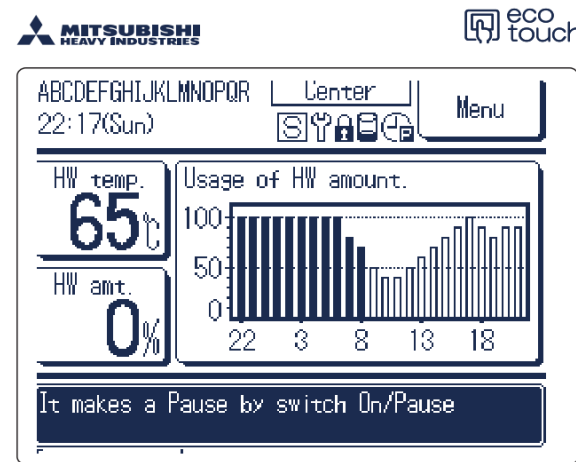 MITSUBISHI
HEAVY INDUSTRIES
eco
touch
ABCDEFGHIJKLMNOPQR
Center
Menu
22:17(Sun)
S
P
HW temp.
65℃
Usage of HW amount.
100
50
0
22 3 8 13 18
HW amt.
0%
It makes a Pause by switch On/Pause